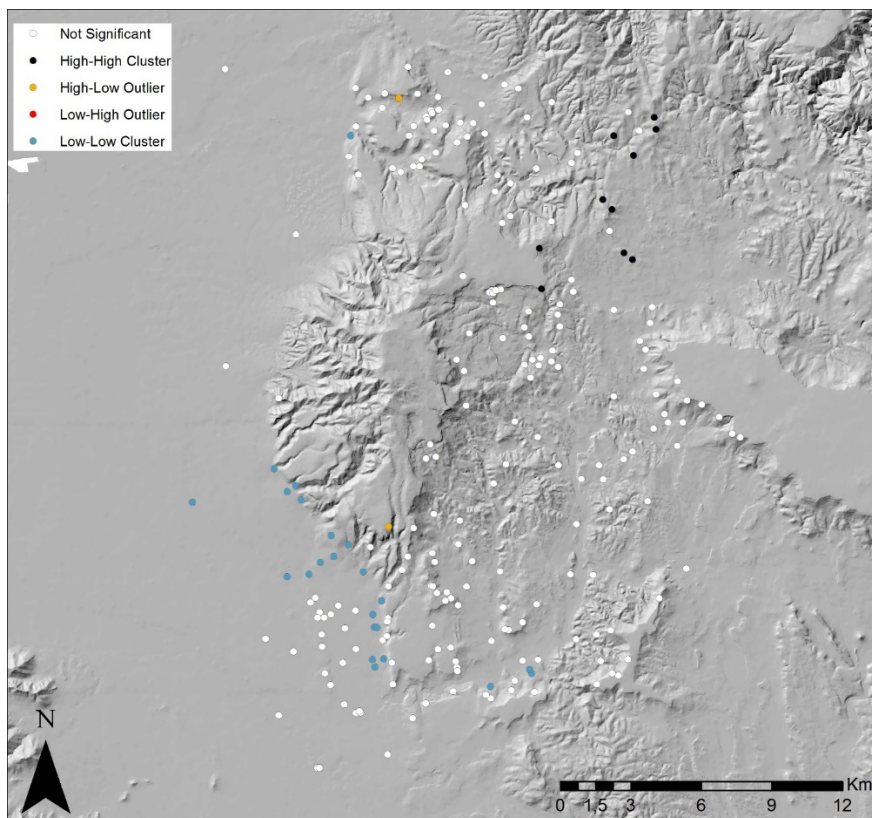 Not Significant
High-High Cluster
High-Low Outlier
Low-High Outlier
Low-Low Cluster
N
Km
0 1.5 3 6 9 12